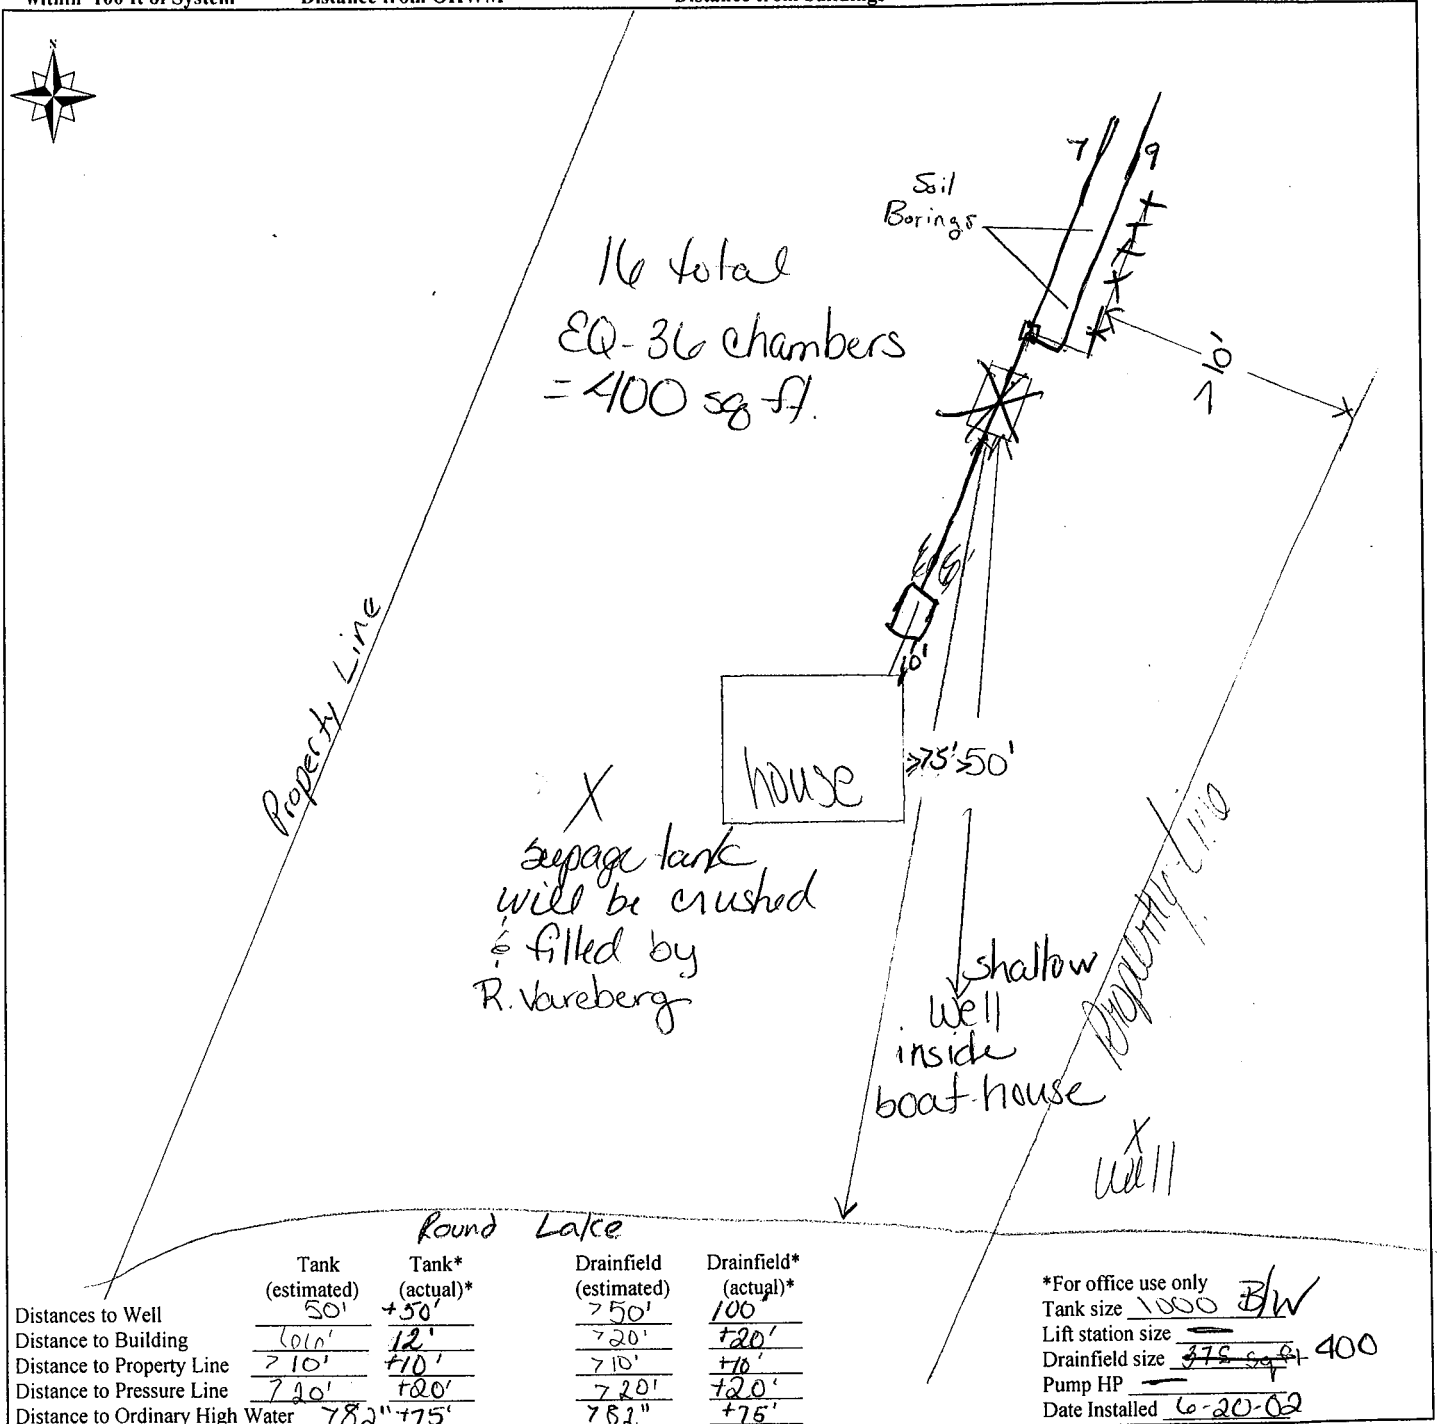 Within 100 ft of System Distance from OHWM Distance from buildings
N
7 9
Soil
Borings
16 total
EQ-36 chambers
= 400 sq ft.
> 10'
10'
Property Line
house
>75' >50'
X
seepage tank
will be crushed
& filled by
R. Vareberg
shallow
well
inside
boat house
Property Line
X
Well
Round Lake
Tank Tank* Drainfield Drainfield*
(estimated) (actual)* (estimated) (actual)*
Distances to Well 50' +50' >50' 100'
Distance to Building 12' >20' +20'
Distance to Property Line >10' +10' >10' +10'
Distance to Pressure Line >20' +20' >20' +20'
Distance to Ordinary High Water +75' +75'
*For office use only
Tank size 1000 B/W
Lift station size —
Drainfield size 375 sq ft 400
Pump HP —
Date Installed 6-20-02